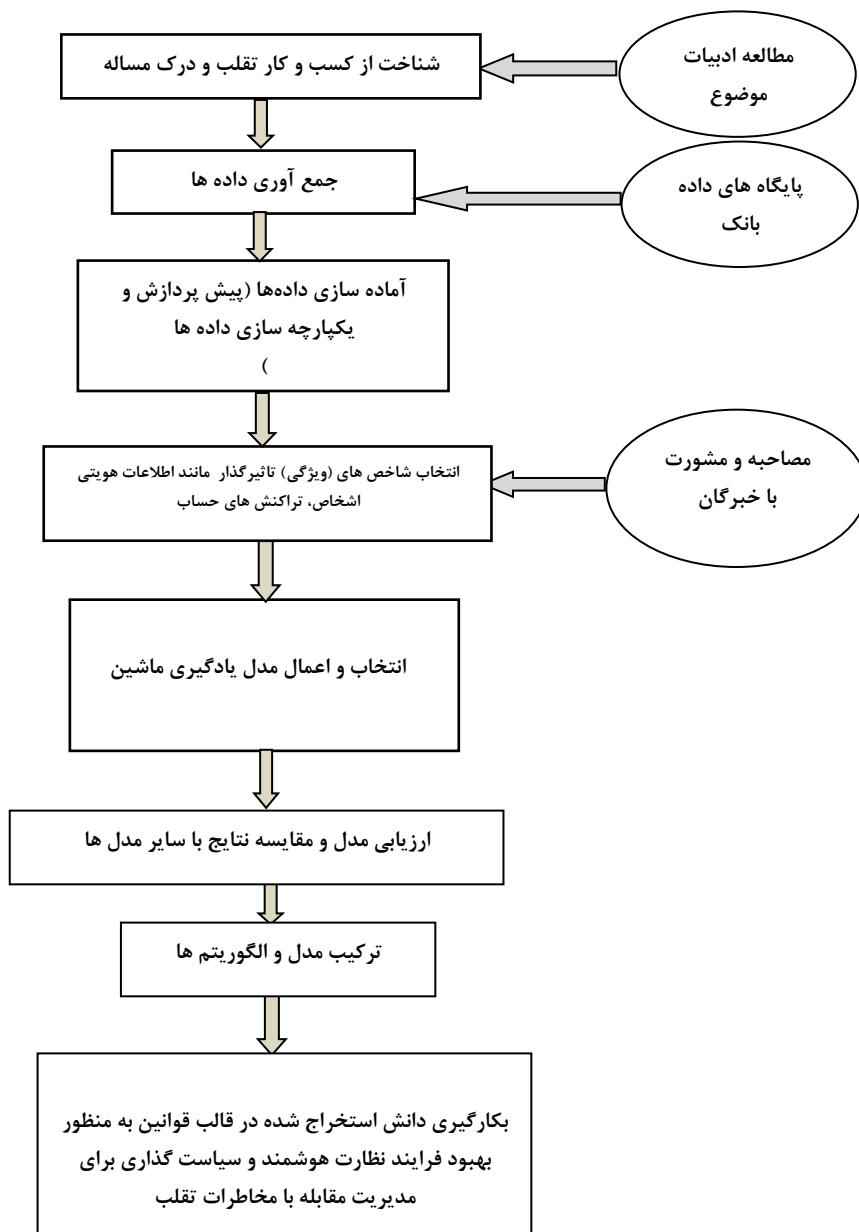 شناخت از کسب و کار تقلب و درک مساله
مطالعه ادبیات
موضوع
جمع آوری داده ها
پایگاه های داده
بانک
آماده سازی داده‌ها (پیش پردازش و
یکپارچه سازی داده ها
)
انتخاب شاخص های (ویژگی) تاثیرگذار مانند اطلاعات هویتی
اشخاص، تراکنش های حساب
مصاحبه و مشورت
با خبرگان
انتخاب و اعمال مدل یادگیری ماشین
ارزیابی مدل و مقایسه نتایج با سایر مدل ها
ترکیب مدل و الگوریتم ها
بکارگیری دانش استخراج شده در قالب قوانین به منظور
بهبود فرایند نظارت هوشمند و سیاست گذاری برای
مدیریت مقابله با مخاطرات تقلب